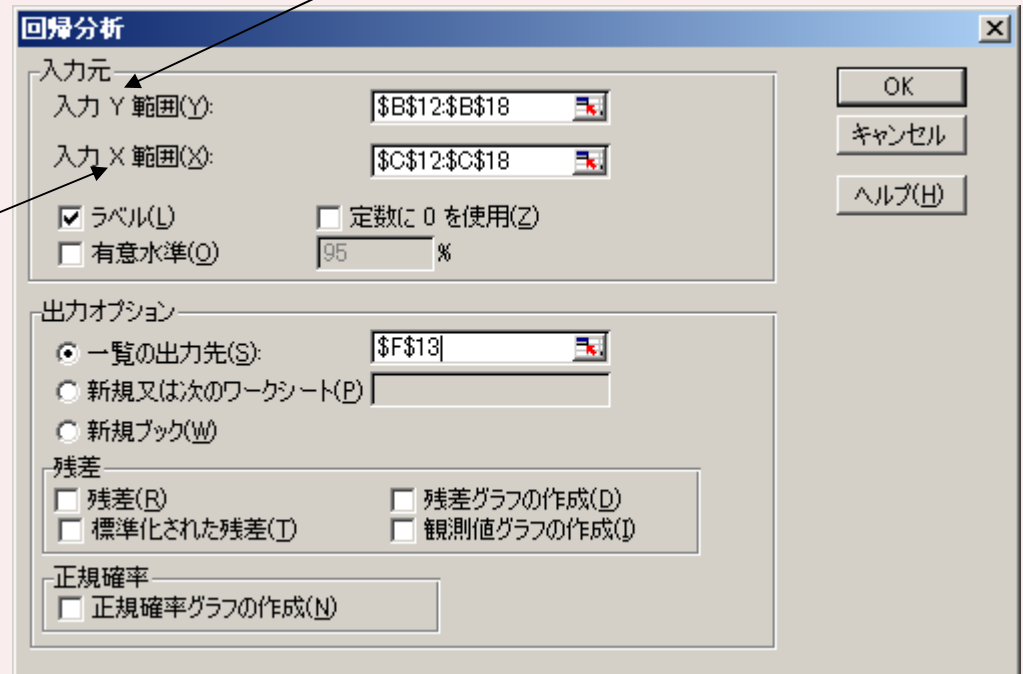 回帰分析
入力元
入力 Y 範囲(Y):
$B$12:$B$18
OK
キャンセル
入力 X 範囲(X):
$C$12:$C$18
ヘルプ(H)
ラベル(L)
定数に 0 を使用(Z)
有意水準(O)
95
%
出力オプション
一覧の出力先(S):
$F$13
新規又は次のワークシート(P)
新規ブック(W)
残差
残差(R)
残差グラフの作成(D)
標準化された残差(T)
観測値グラフの作成(I)
正規確率
正規確率グラフの作成(N)